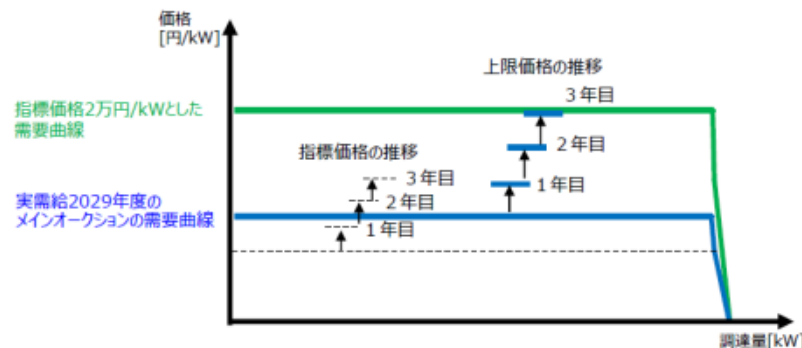 価格
[円/kW]
上限価格の推移
3年目
指標価格2万円/kWとした
需要曲線
2年目
指標価格の推移
3年目
1年目
実需給2029年度の
メインオークションの需要曲線
2年目
1年目
調達量[kW]